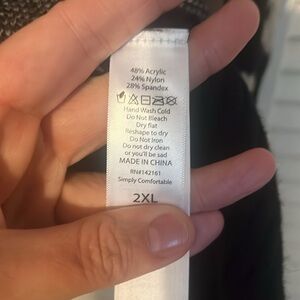 48% Acrylic
24% Nylon
28% Spandex
Hand Wash Cold
Do Not Bleach
Dry flat
Reshape to dry
Do Not Iron
Do not dry clean
or you'll be sad
MADE IN CHINA
RN#142161
Simply Comfortable
2XL